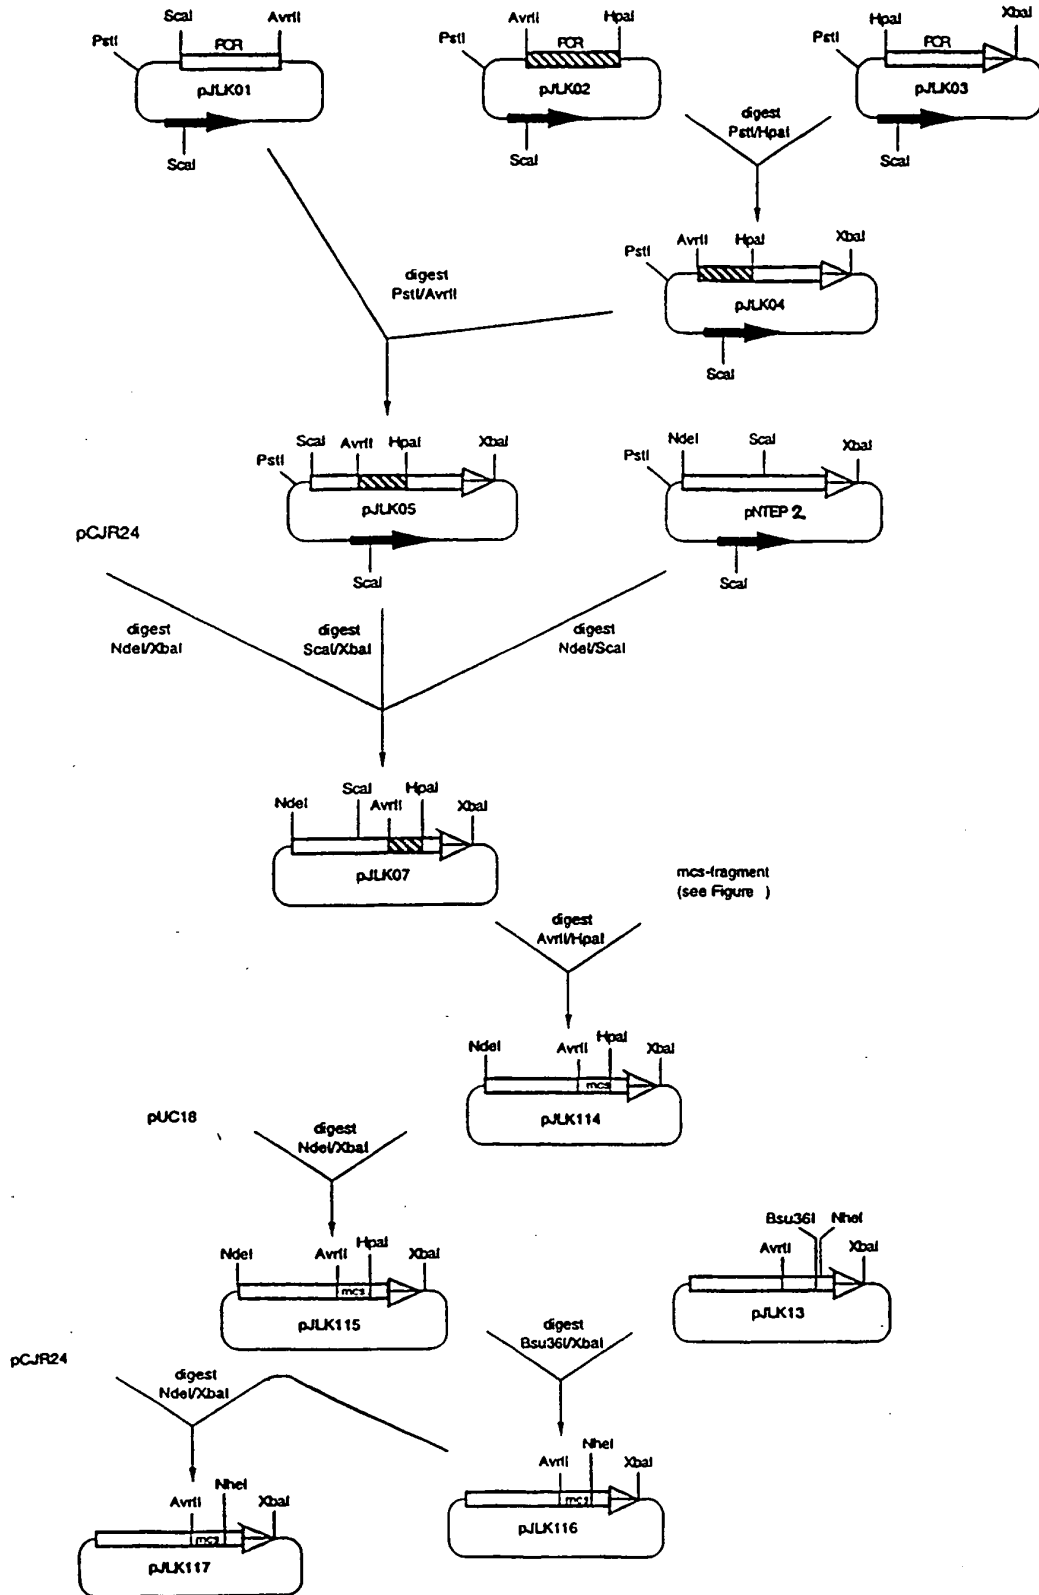 ScaI AvrII
PstI
PCR
pJLK01
ScaI
AvrII HpaI
PstI
PCR
pJLK02
ScaI
HpaI XbaI
PstI
PCR
pJLK03
ScaI
digest
PstI/HpaI
AvrII HpaI XbaI
PstI
pJLK04
ScaI
digest
PstI/AvrII
ScaI AvrII HpaI XbaI
PstI
pJLK05
ScaI
NdeI ScaI XbaI
PstI
pNTEP2
ScaI
pCJR24
digest
NdeI/XbaI
digest
ScaI/XbaI
digest
NdeI/ScaI
NdeI ScaI AvrII HpaI XbaI
pJLK07
mcs-fragment
(see Figure )
digest
AvrII/HpaI
NdeI AvrII HpaI XbaI
mcs
pJLK114
pUC18
digest
NdeI/XbaI
NdeI AvrII HpaI XbaI
mcs
pJLK115
Bsu36I NheI
AvrII XbaI
pJLK13
digest
Bsu36I/XbaI
pCJR24
digest
NdeI/XbaI
AvrII NheI XbaI
mcs
pJLK116
AvrII NheI XbaI
mcs
pJLK117